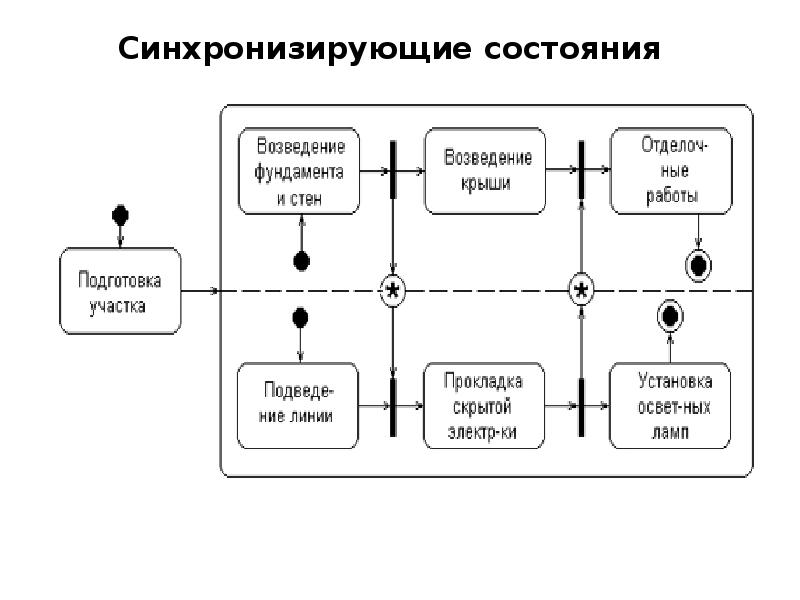 Синхронизирующие состояния
Возведение
фундамента
и стен
Возведение
крыши
Отделоч-
ные
работы
Подготовка
участка
*
*
Подведе-
ние линии
Прокладка
скрытой
электр-ки
Установка
освет-ных
ламп